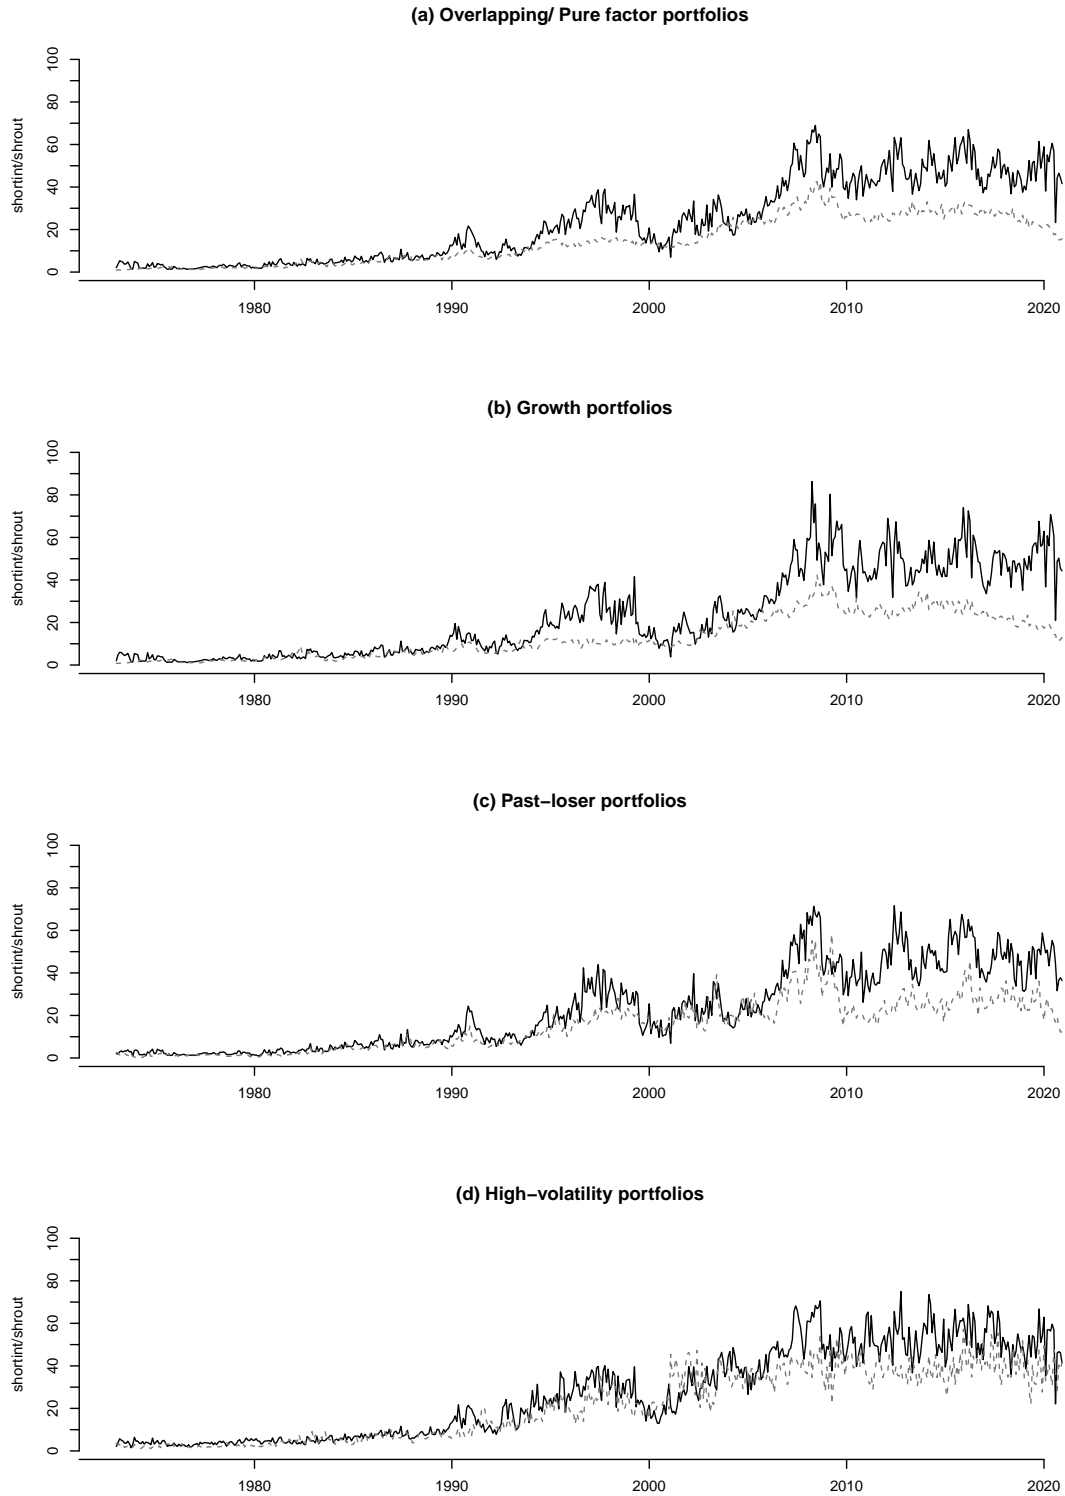 (a) Overlapping/ Pure factor portfolios
shortint/shrout
100
80
60
40
20
0
1980 1990 2000 2010 2020
(b) Growth portfolios
shortint/shrout
100
80
60
40
20
0
1980 1990 2000 2010 2020
(c) Past−loser portfolios
shortint/shrout
100
80
60
40
20
0
1980 1990 2000 2010 2020
(d) High−volatility portfolios
shortint/shrout
100
80
60
40
20
0
1980 1990 2000 2010 2020